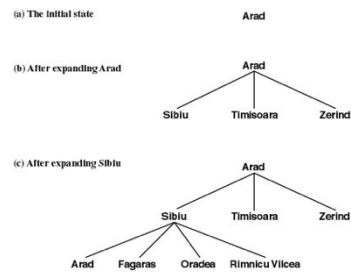 (a) The initial state
Arad
(b) After expanding Arad
Arad
Sibiu Timisoara Zerind
(c) After expanding Sibiu
Arad
Sibiu Timisoara Zerind
Arad Fagaras Oradea Rimnicu Vilcea